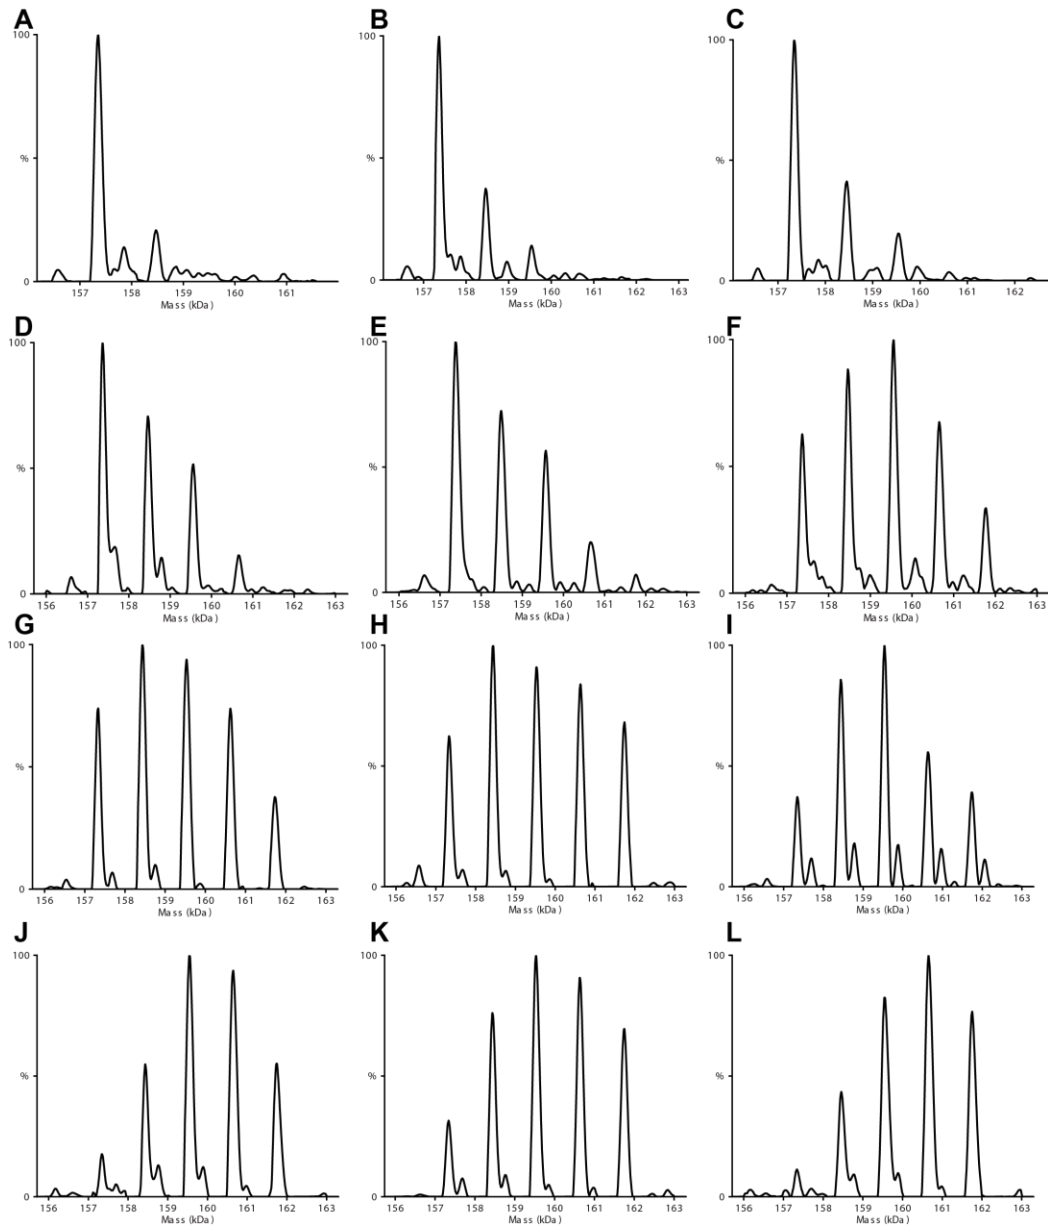 A B C
100 100 100
% % %
0 0 0
157 158 159 160 161 157 158 159 160 161 162 163 157 158 159 160 161 162
Mass (kDa) Mass (kDa) Mass (kDa)
D E F
100 100 100
% % %
0 0 0
156 157 158 159 160 161 162 163 156 157 158 159 160 161 162 163 156 157 158 159 160 161 162 163
Mass (kDa) Mass (kDa) Mass (kDa)
G H I
100 100 100
% % %
0 0 0
156 157 158 159 160 161 162 163 156 157 158 159 160 161 162 163 156 157 158 159 160 161 162 163
Mass (kDa) Mass (kDa) Mass (kDa)
J K L
100 100 100
% % %
0 0 0
156 157 158 159 160 161 162 163 156 157 158 159 160 161 162 163 156 157 158 159 160 161 162 163
Mass (kDa) Mass (kDa) Mass (kDa)